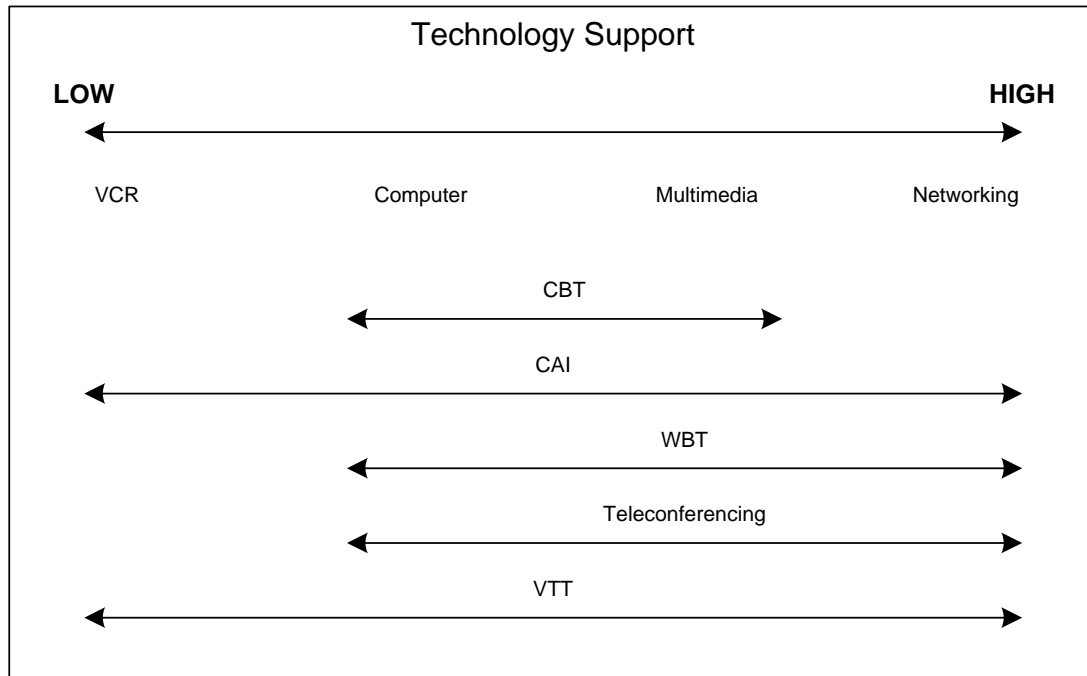 Technology Support
LOW HIGH
VCR Computer Multimedia Networking
CBT
CAI
WBT
Teleconferencing
VTT